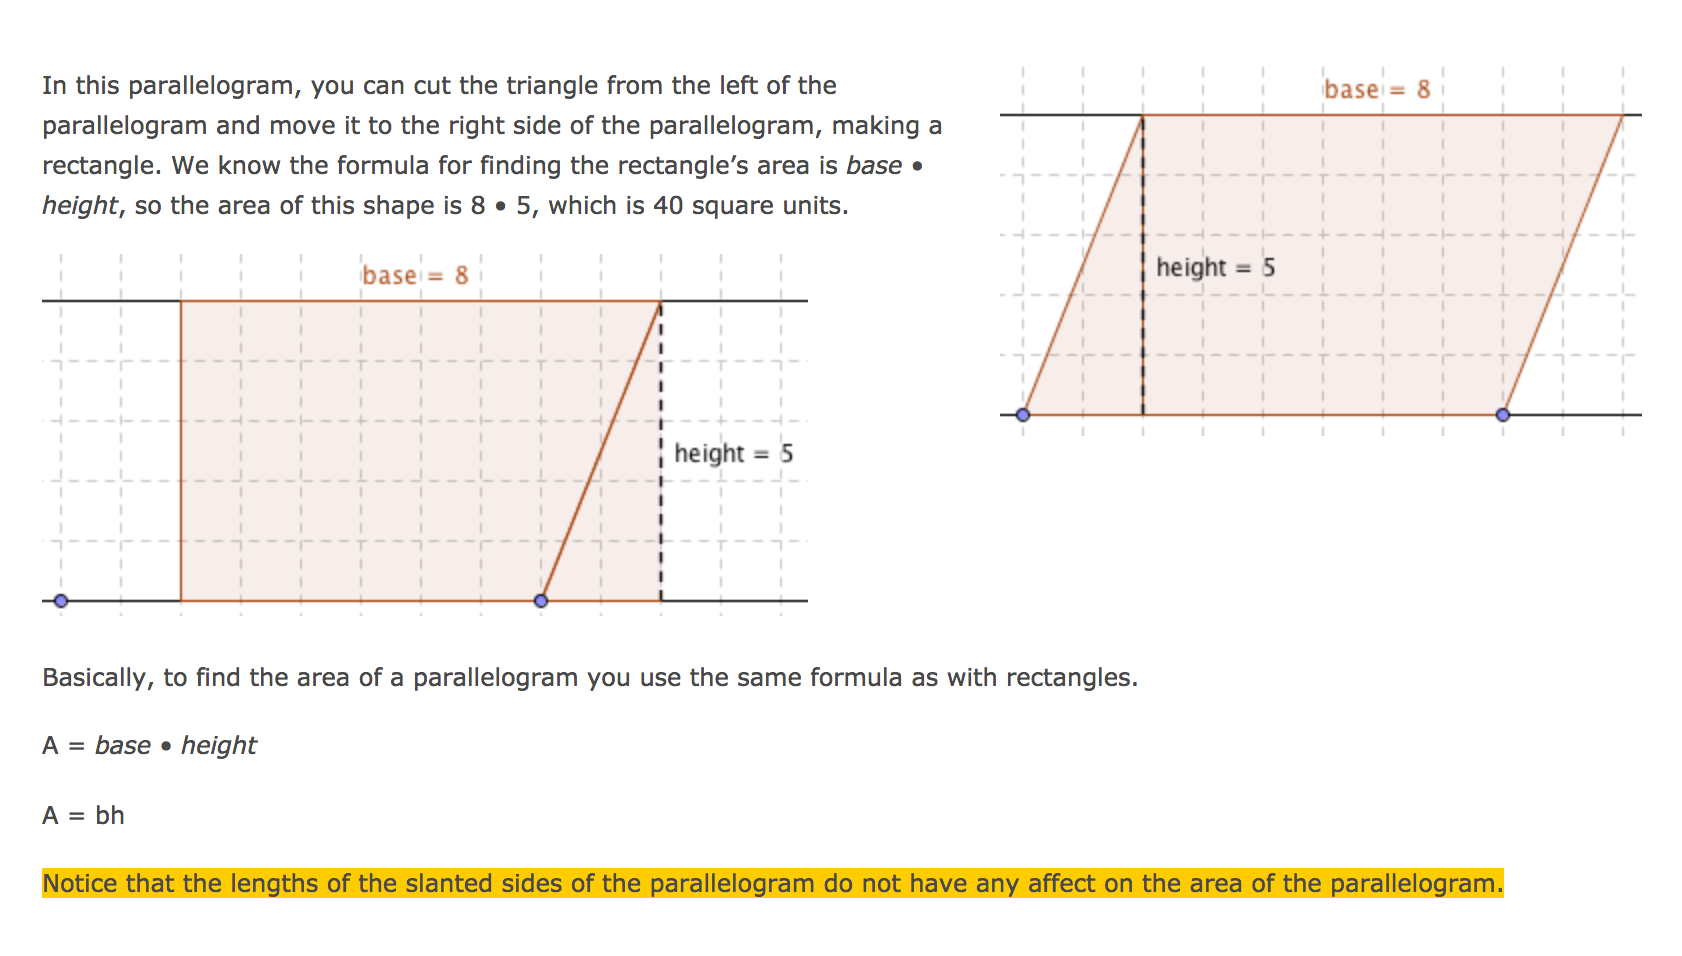 In this parallelogram, you can cut the triangle from the left of the
parallelogram and move it to the right side of the parallelogram, making a
rectangle. We know the formula for finding the rectangle’s area is base •
height, so the area of this shape is 8 • 5, which is 40 square units.
base = 8
height = 5
base = 8
height = 5
Basically, to find the area of a parallelogram you use the same formula as with rectangles.
A = base • height
A = bh
Notice that the lengths of the slanted sides of the parallelogram do not have any affect on the area of the parallelogram.